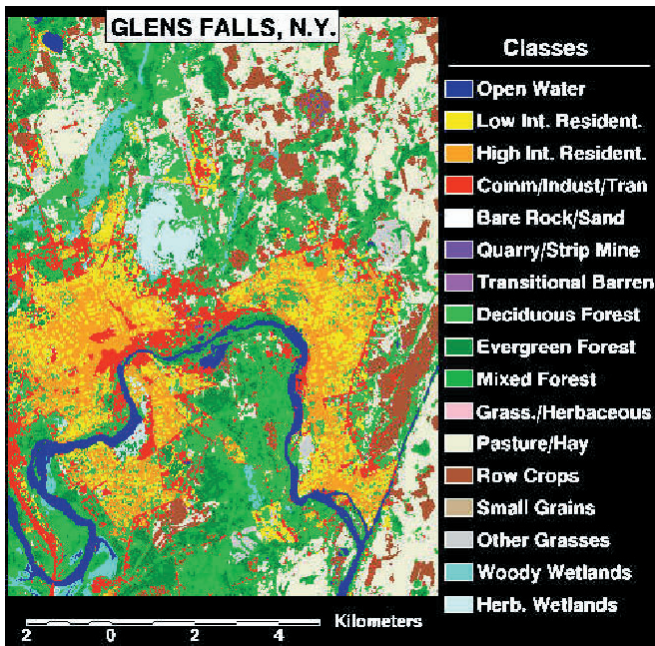 GLENS FALLS, N.Y.
Classes
Open Water
Low Int. Resident.
High Int. Resident.
Comm/Indust/Tran
Bare Rock/Sand
Quarry/Strip Mine
Transitional Barren
Deciduous Forest
Evergreen Forest
Mixed Forest
Grass./Herbaceous
Pasture/Hay
Row Crops
Small Grains
Other Grasses
Woody Wetlands
Herb. Wetlands
Kilometers
2 0 2 4